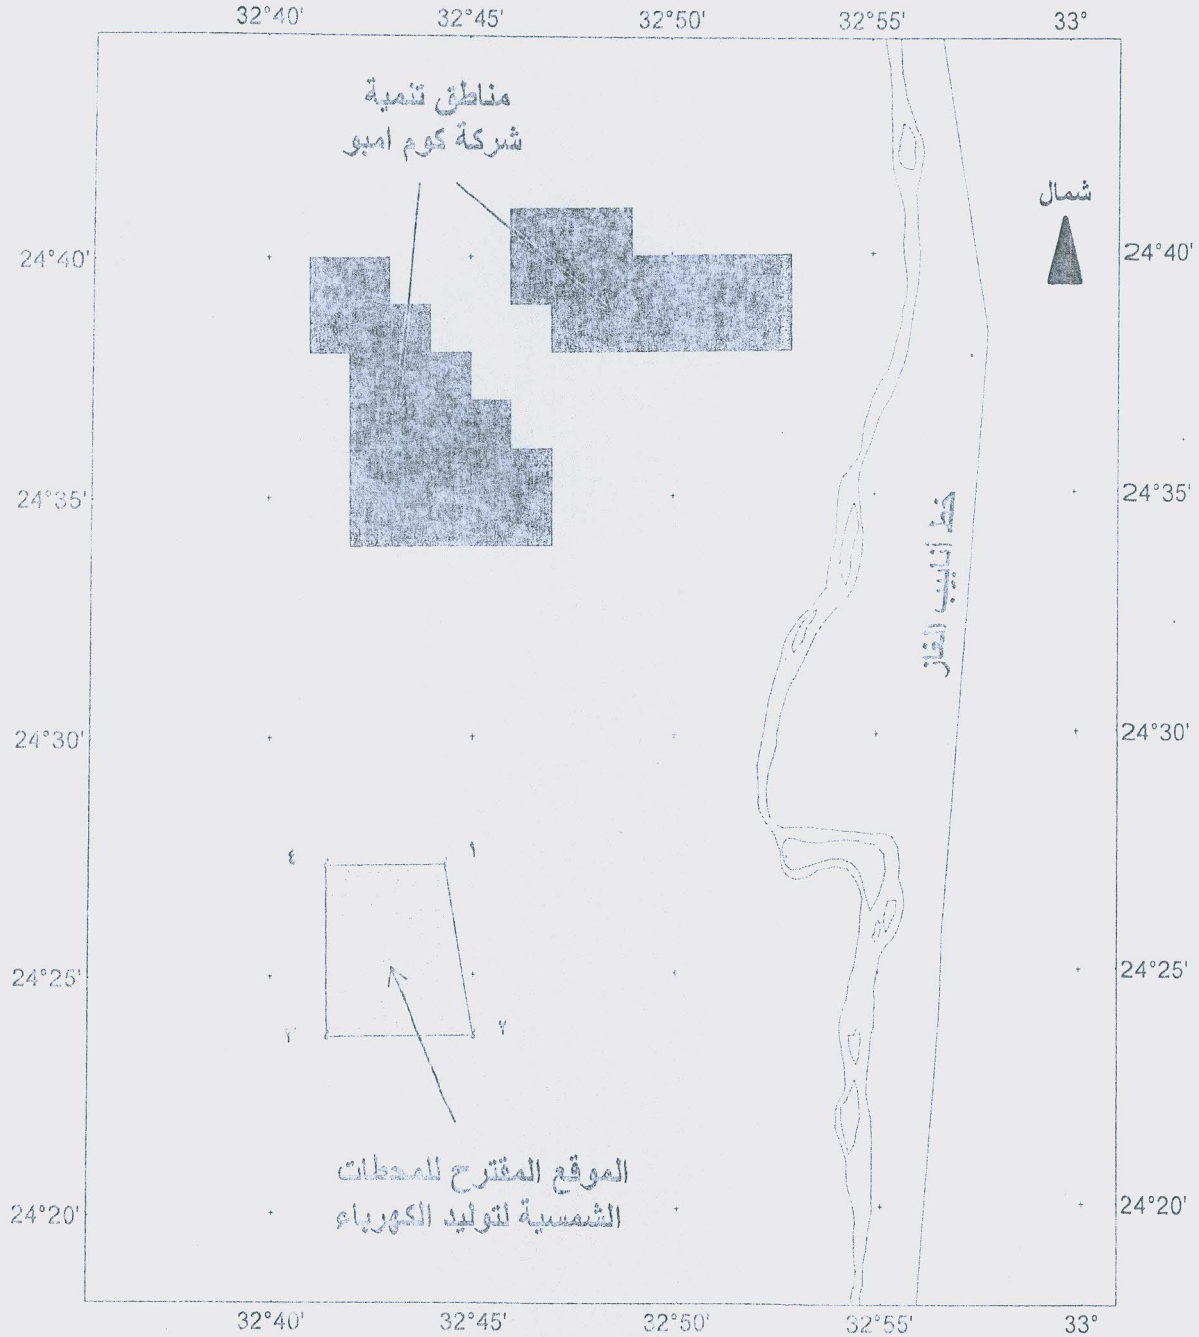 32°40' 32°45' 32°50' 32°55' 33°
مناطق تنمية
شركة كوم امبو
شمال
24°40' 24°40'
24°35' 24°35'
خط أنابيب الغاز
24°30' 24°30'
٤ ١
24°25' 24°25'
٣ ٢
الموقع المقترح للمحطات
الشمسية لتوليد الكهرباء
24°20' 24°20'
32°40' 32°45' 32°50' 32°55' 33°